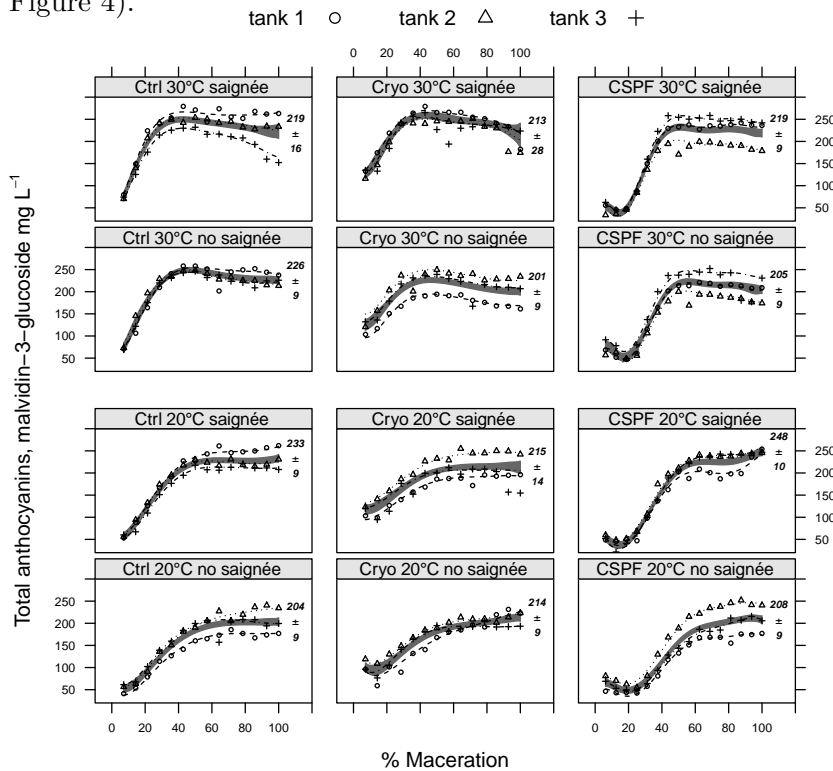 Figure 4).
tank 1 tank 2 tank 3
0 20 40 60 80 100
Ctrl 30°C saignée Cryo 30°C saignée CSPF 30°C saignée
219 ± 16
213 ± 28
219 ± 9
250
200
150
100
50
Ctrl 30°C no saignée Cryo 30°C no saignée CSPF 30°C no saignée
250
200
150
100
50
226 ± 9
201 ± 9
205 ± 9
Ctrl 20°C saignée Cryo 20°C saignée CSPF 20°C saignée
233 ± 9
215 ± 14
248 ± 10
250
200
150
100
50
Ctrl 20°C no saignée Cryo 20°C no saignée CSPF 20°C no saignée
250
200
150
100
50
204 ± 9
214 ± 9
208 ± 9
0 20 40 60 80 100 0 20 40 60 80 100
% Maceration
Total anthocyanins, malvidin−3−glucoside mg L−1